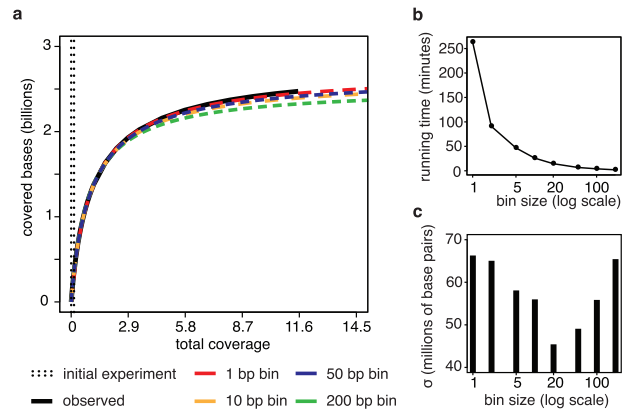 a
covered bases (billions)
3
2
1
0
0 2.9 5.8 8.7 11.6 14.5
total coverage
initial experiment
observed
1 bp bin
10 bp bin
50 bp bin
200 bp bin
b
running time (minutes)
250
200
150
100
50
0
1 5 20 100
bin size (log scale)
c
σ (millions of base pairs)
70
60
50
40
1 5 20 100
bin size (log scale)